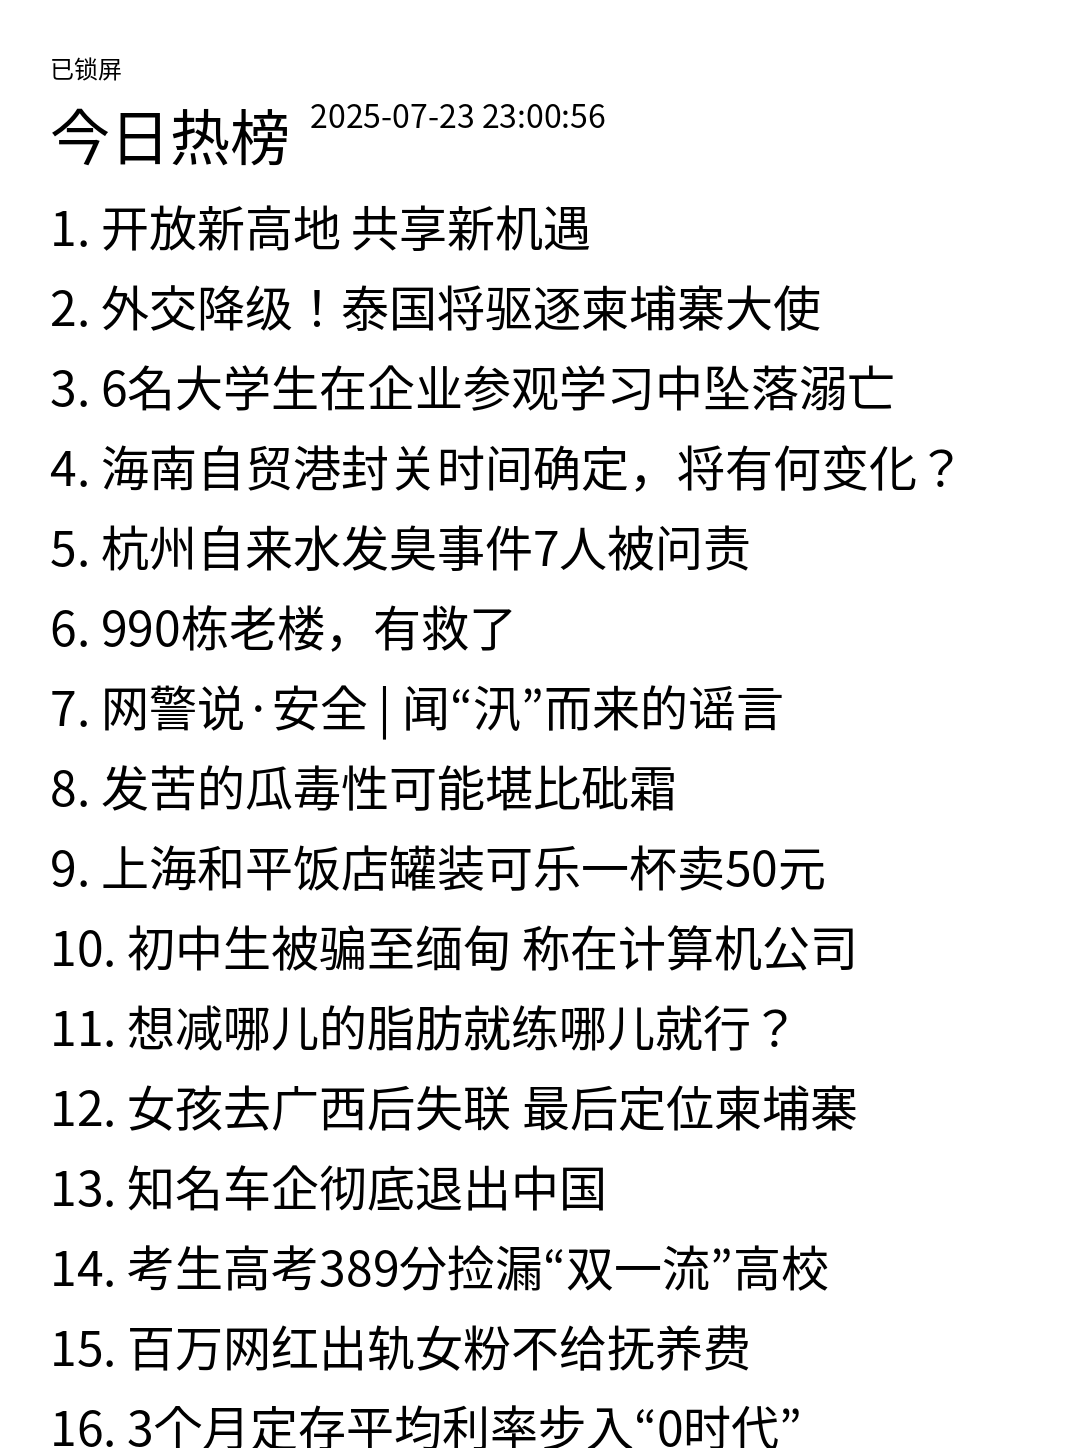 已锁屏
今日热榜 2025-07-23 23:00:56
1. 开放新高地 共享新机遇
2. 外交降级！泰国将驱逐柬埔寨大使
3. 6名大学生在企业参观学习中坠落溺亡
4. 海南自贸港封关时间确定，将有何变化？
5. 杭州自来水发臭事件7人被问责
6. 990栋老楼，有救了
7. 网警说·安全 | 闻“汛”而来的谣言
8. 发苦的瓜毒性可能堪比砒霜
9. 上海和平饭店罐装可乐一杯卖50元
10. 初中生被骗至缅甸 称在计算机公司
11. 想减哪儿的脂肪就练哪儿就行？
12. 女孩去广西后失联 最后定位柬埔寨
13. 知名车企彻底退出中国
14. 考生高考389分捡漏“双一流”高校
15. 百万网红出轨女粉不给抚养费
16. 3个月定存平均利率步入“0时代”